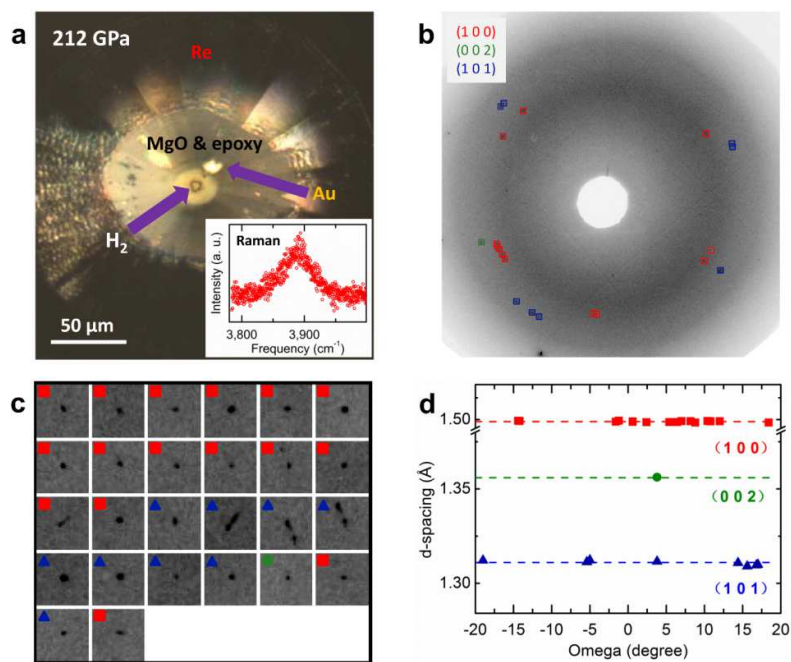 a
212 GPa
Re
MgO & epoxy
Au
H₂
50 μm
Raman
Intensity (a. u.)
3,800 3,900
Frequency (cm⁻¹)
b
(1 0 0)
(0 0 2)
(1 0 1)
c
d
d-spacing (Å)
1.50
1.35
1.30
(1 0 0)
(0 0 2)
(1 0 1)
-20 -15 -10 -5 0 5 10 15 20
Omega (degree)